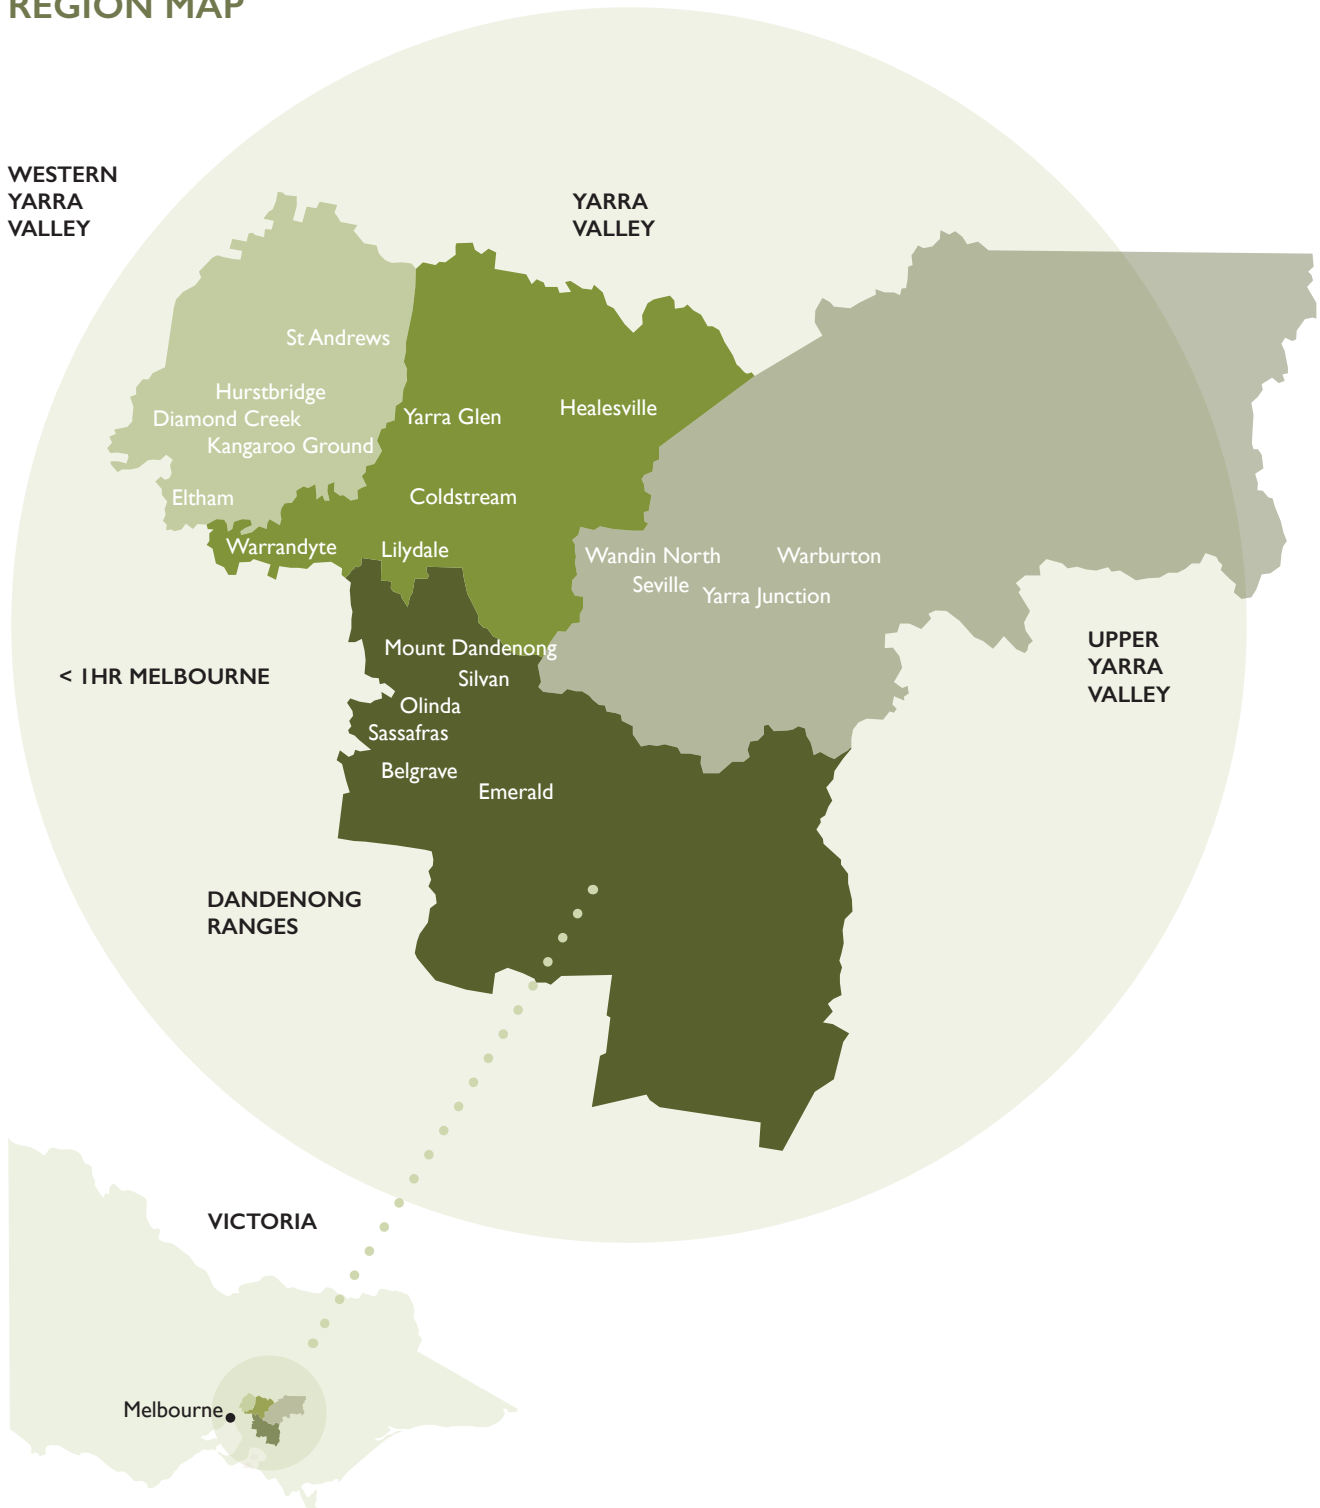 REGION MAP
WESTERN
YARRA
VALLEY
YARRA
VALLEY
St Andrews
Hurstbridge
Diamond Creek
Kangaroo Ground
Eltham
Yarra Glen
Healesville
Coldstream
Warrandyte
Lilydale
Wandin North
Warburton
Seville
Yarra Junction
UPPER
YARRA
VALLEY
< 1HR MELBOURNE
Mount Dandenong
Silvan
Olinda
Sassafras
Belgrave
Emerald
DANDENONG
RANGES
VICTORIA
Melbourne